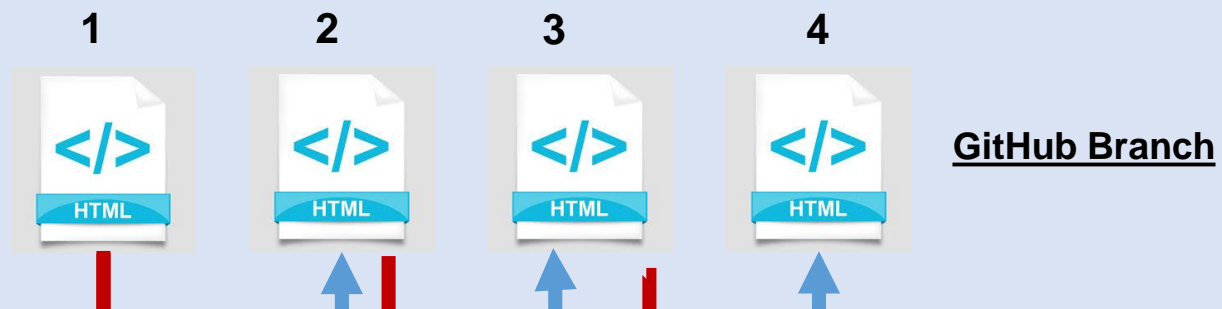 1 2 3 4
</> </> </> </>
GitHub Branch
HTML HTML HTML HTML